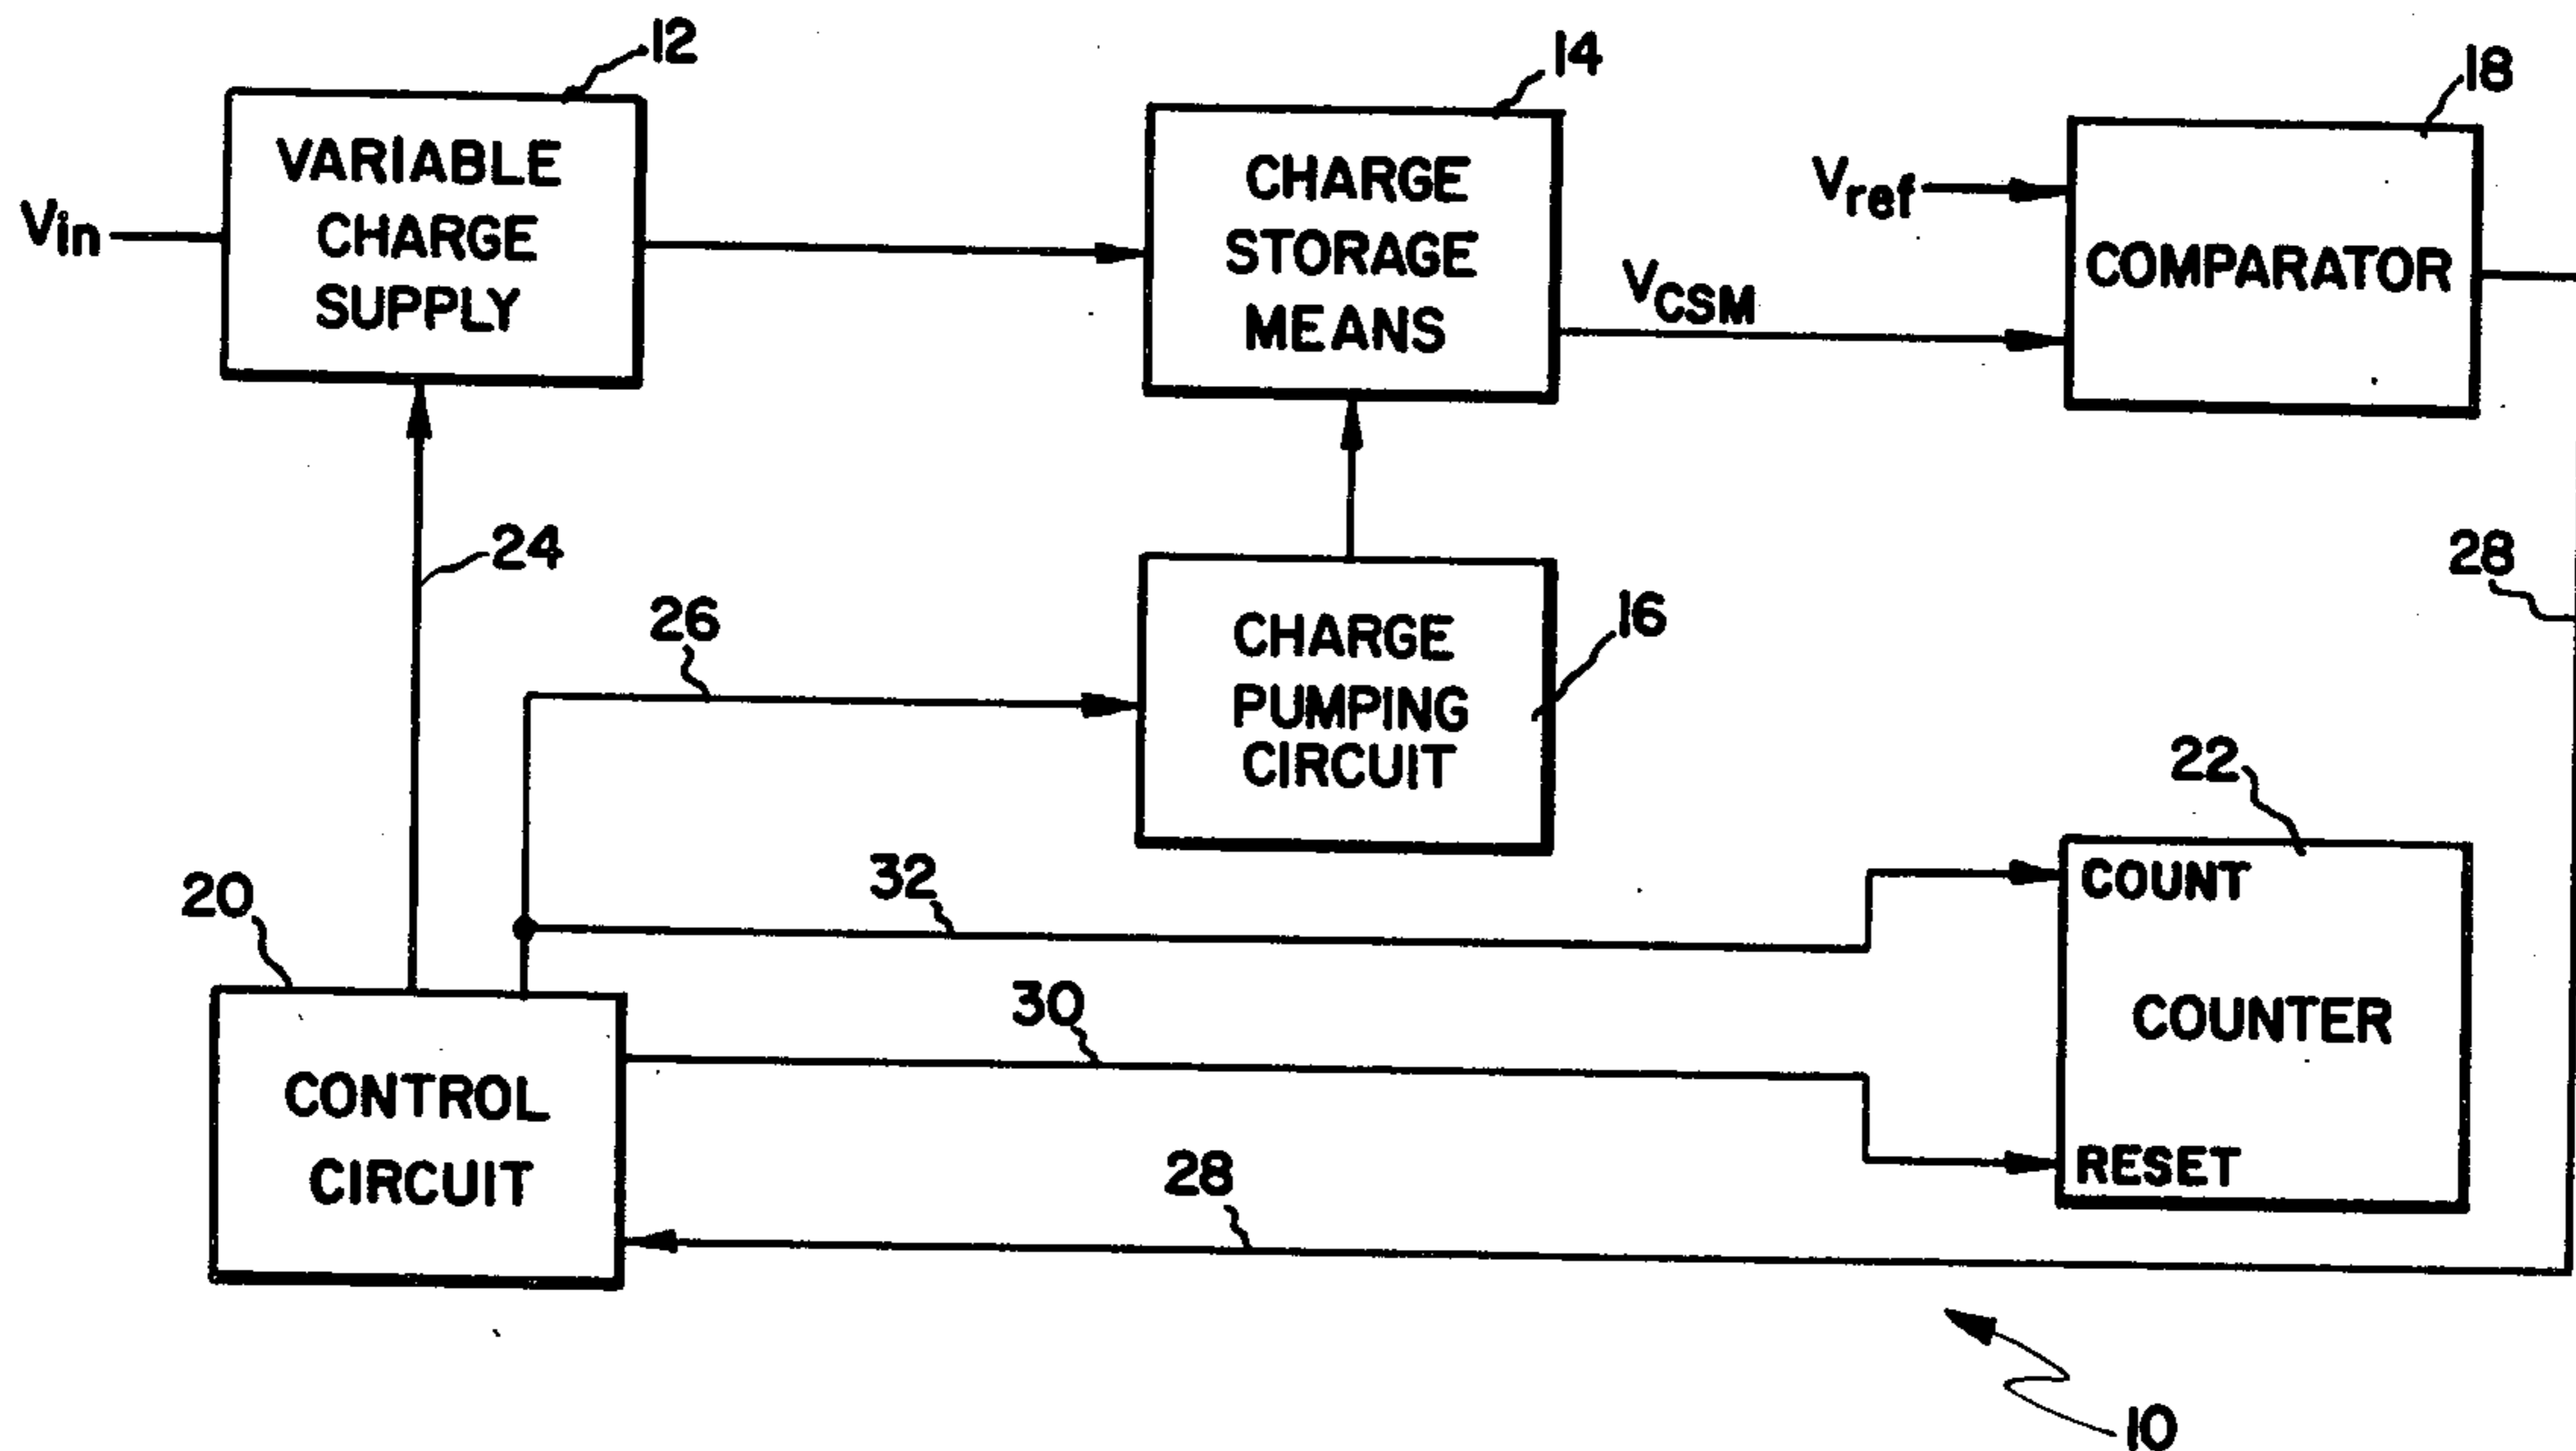 12
14
18
VARIABLE
CHARGE
SUPPLY
Vin
CHARGE
STORAGE
MEANS
Vref
COMPARATOR
VCSM
24
28
26
CHARGE
PUMPING
CIRCUIT
16
22
20
32
COUNT
30
COUNTER
CONTROL
CIRCUIT
28
RESET
10